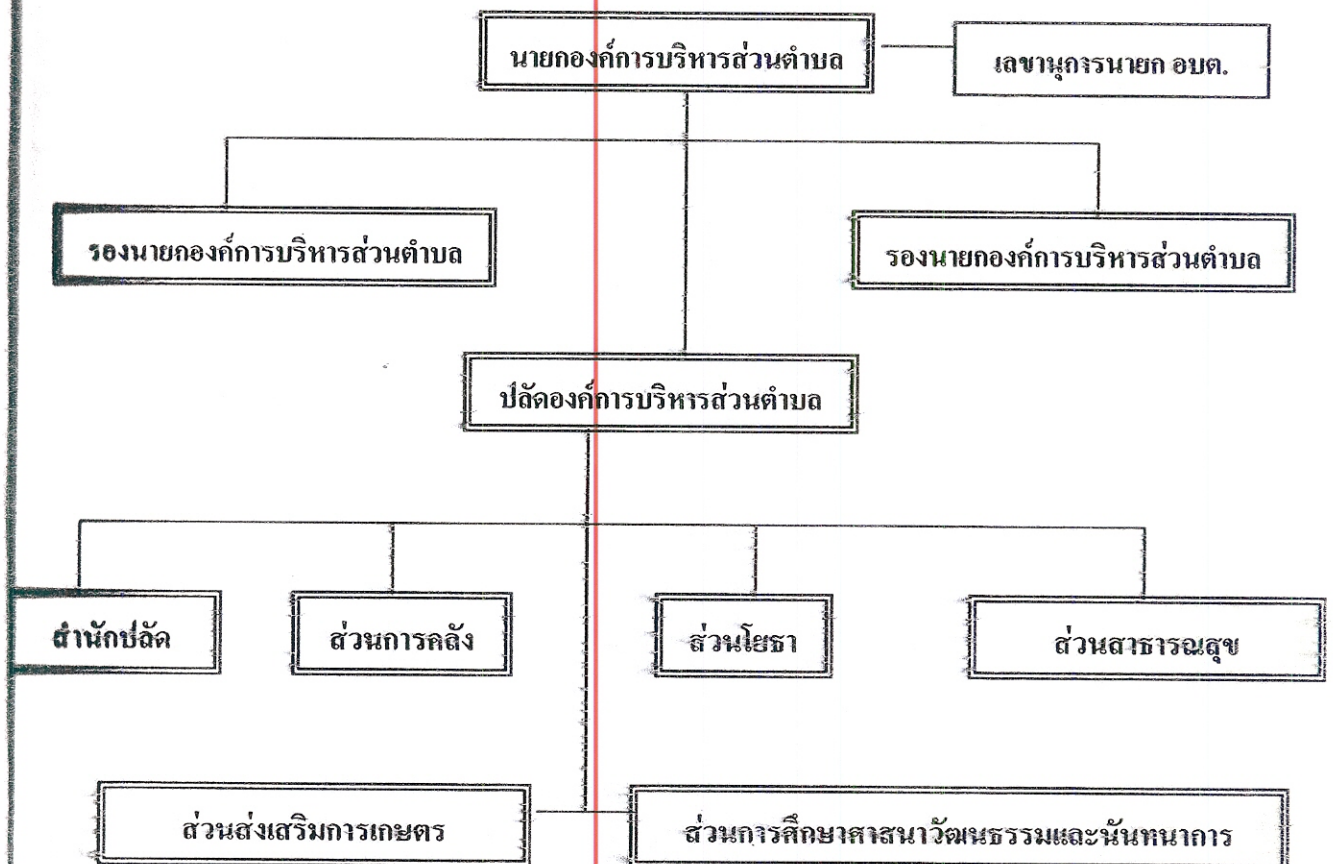 นายกองค์การบริหารส่วนตำบล
เลขานุการนายก อบต.
รองนายกองค์การบริหารส่วนตำบล
รองนายกองค์การบริหารส่วนตำบล
ปลัดองค์การบริหารส่วนตำบล
สำนักปลัด
ส่วนการคลัง
ส่วนโยธา
ส่วนสาธารณสุข
ส่วนส่งเสริมการเกษตร
ส่วนการศึกษาศาสนาวัฒนธรรมและนันทนาการ